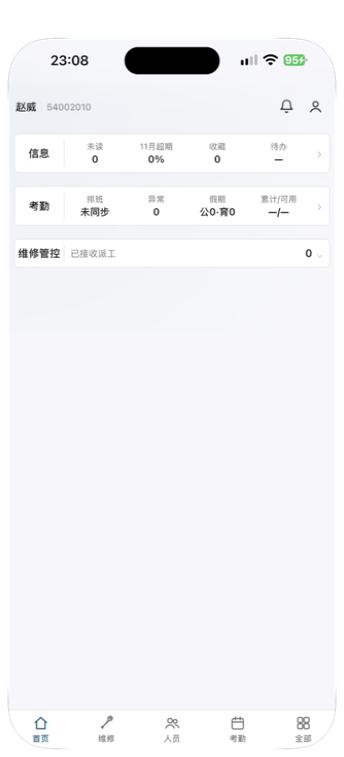 23:08 95
赵威 54002010
信息 未读 11月超期 收藏 待办
0 0% 0 —
考勤 排班 异常 假期 累计/可用
未同步 0 公0·育0 —/—
维修管控 已接收派工 0
首页 维修 人员 考勤 全部